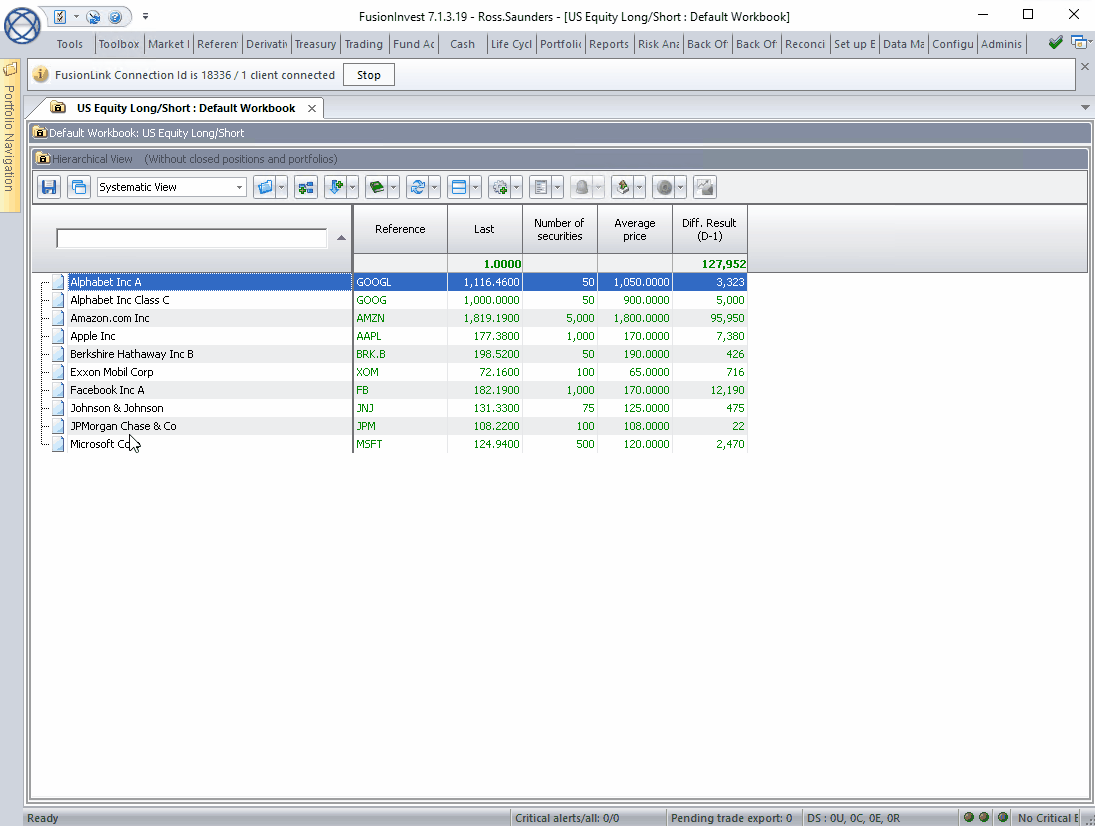 FusionInvest 7.1.3.19 - Ross.Saunders - [US Equity Long/Short : Default Workbook]
Tools Toolbox Market I Referen Derivativ Treasury Trading Fund Ac Cash Life Cycl Portfolio Reports Risk Ana Back Of Back Of Reconci Set up E Data Ma Configu Adminis
FusionLink Connection Id is 18336 / 1 client connected Stop
Portfolio Navigation
US Equity Long/Short : Default Workbook
Default Workbook: US Equity Long/Short
Hierarchical View (Without closed positions and portfolios)
Systematic View
Reference Last Number of securities Average price Diff. Result (D-1)
1.0000 127,952
Alphabet Inc A GOOGL 1,116.4600 50 1,050.0000 3,323
Alphabet Inc Class C GOOG 1,000.0000 50 900.0000 5,000
Amazon.com Inc AMZN 1,819.1900 5,000 1,800.0000 95,950
Apple Inc AAPL 177.3800 1,000 170.0000 7,380
Berkshire Hathaway Inc B BRK.B 198.5200 50 190.0000 426
Exxon Mobil Corp XOM 72.1600 100 65.0000 716
Facebook Inc A FB 182.1900 1,000 170.0000 12,190
Johnson & Johnson JNJ 131.3300 75 125.0000 475
JPMorgan Chase & Co JPM 108.2200 100 108.0000 22
Microsoft Co MSFT 124.9400 500 120.0000 2,470
Ready Critical alerts/all: 0/0 Pending trade export: 0 DS : 0U, 0C, 0E, 0R No Critical E